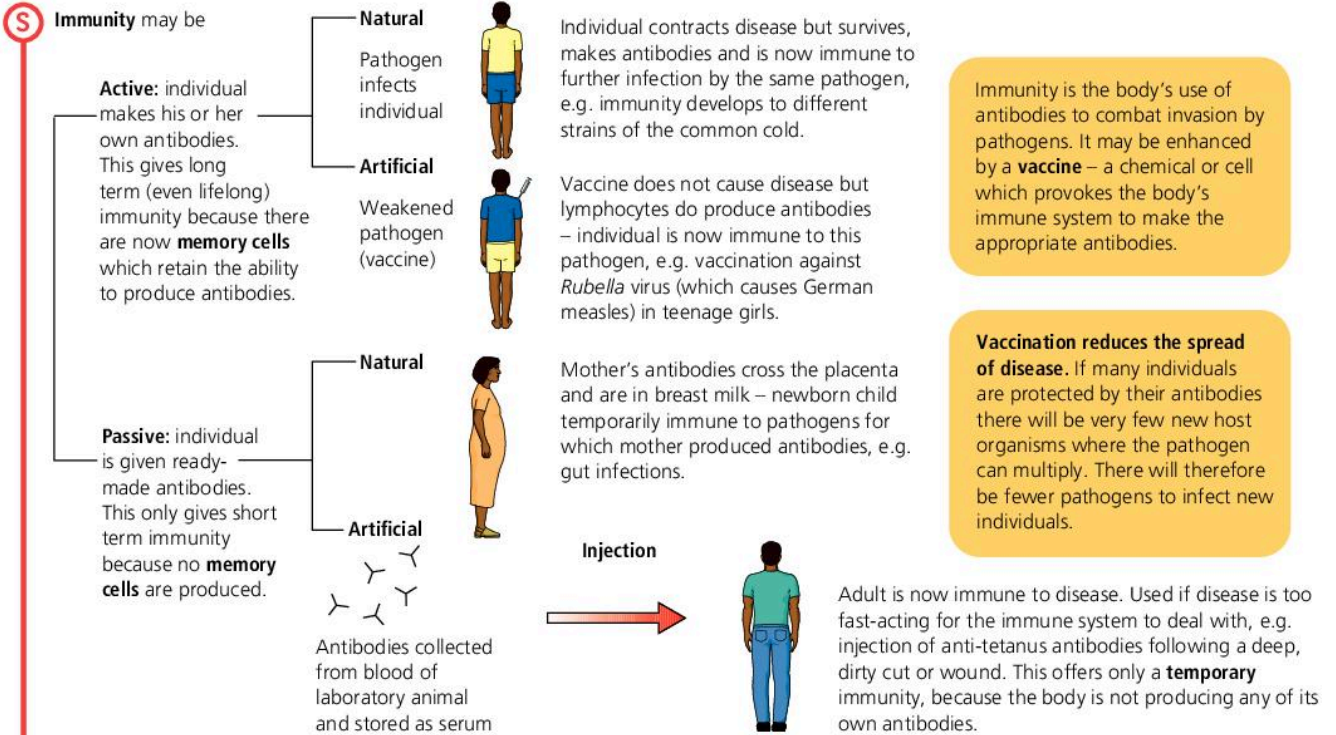 S
Immunity may be
Active: individual
makes his or her
own antibodies.
This gives long
term (even lifelong)
immunity because there
are now memory cells
which retain the ability
to produce antibodies.
Natural
Pathogen
infects
individual
Individual contracts disease but survives,
makes antibodies and is now immune to
further infection by the same pathogen,
e.g. immunity develops to different
strains of the common cold.
Artificial
Weakened
pathogen
(vaccine)
Vaccine does not cause disease but
lymphocytes do produce antibodies
– individual is now immune to this
pathogen, e.g. vaccination against
Rubella virus (which causes German
measles) in teenage girls.
Passive: individual
is given ready-
made antibodies.
This only gives short
term immunity
because no memory
cells are produced.
Natural
Mother's antibodies cross the placenta
and are in breast milk – newborn child
temporarily immune to pathogens for
which mother produced antibodies, e.g.
gut infections.
Artificial
Antibodies collected
from blood of
laboratory animal
and stored as serum
Injection
Adult is now immune to disease. Used if disease is too
fast-acting for the immune system to deal with, e.g.
injection of anti-tetanus antibodies following a deep,
dirty cut or wound. This offers only a temporary
immunity, because the body is not producing any of its
own antibodies.
Immunity is the body's use of
antibodies to combat invasion by
pathogens. It may be enhanced
by a vaccine – a chemical or cell
which provokes the body's
immune system to make the
appropriate antibodies.
Vaccination reduces the spread
of disease. If many individuals
are protected by their antibodies
there will be very few new host
organisms where the pathogen
can multiply. There will therefore
be fewer pathogens to infect new
individuals.